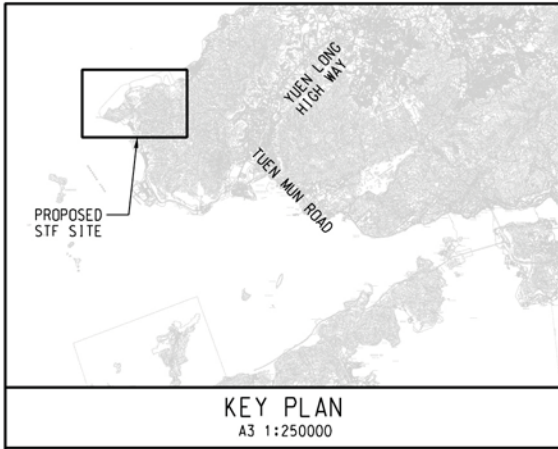 YUEN LONG
HIGH WAY
TUEN MUN ROAD
PROPOSED
STF SITE
KEY PLAN
A3 1:250000